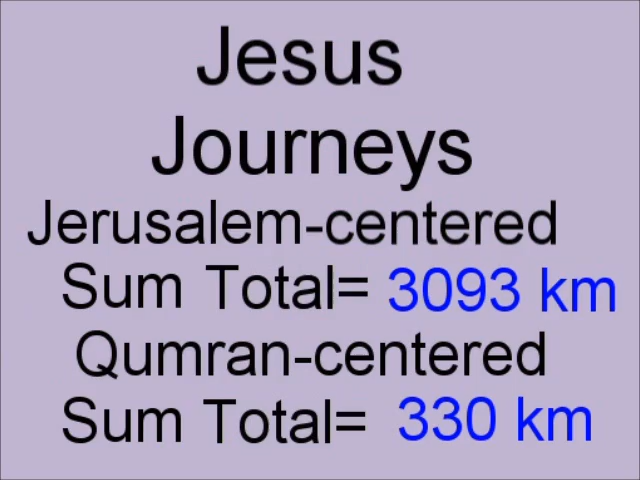 Jesus
Journeys
Jerusalem-centered
Sum Total= 3093 km
Qumran-centered
Sum Total= 330 km